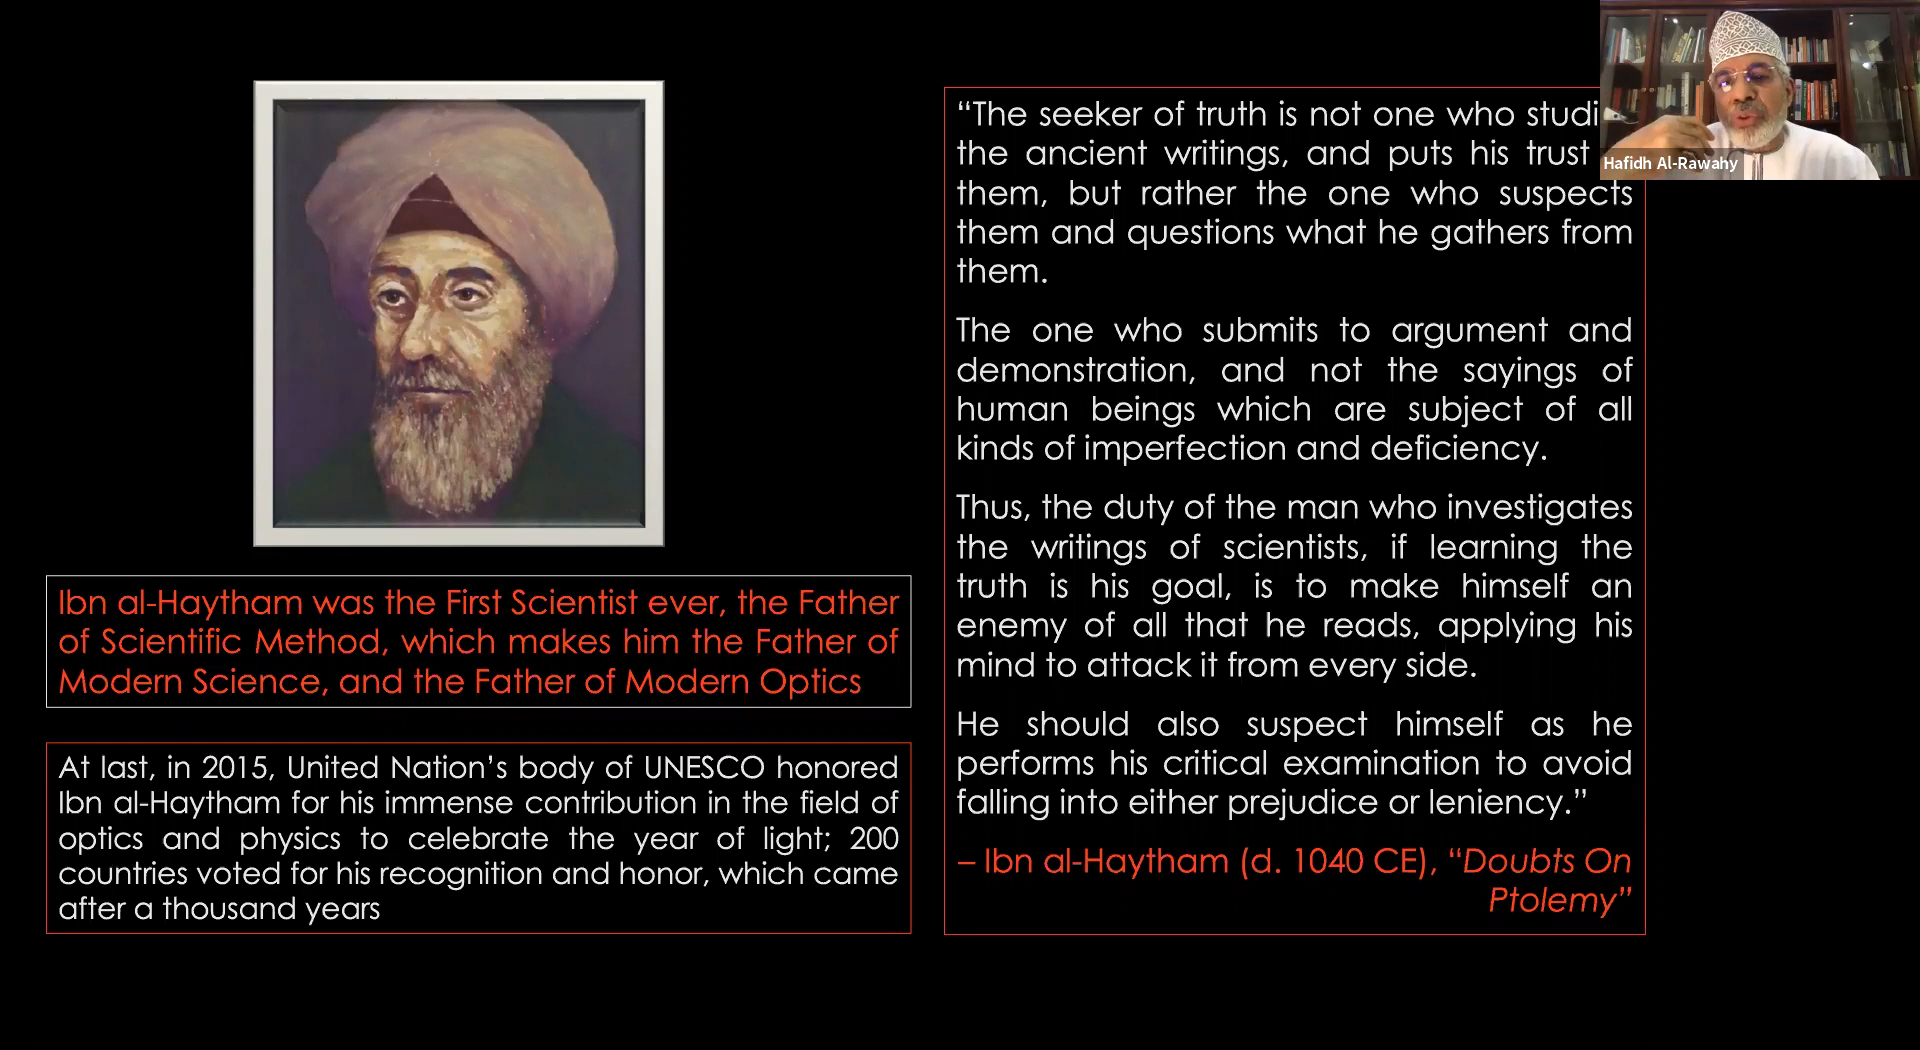 Ibn al-Haytham was the First Scientist ever, the Father
of Scientific Method, which makes him the Father of
Modern Science, and the Father of Modern Optics
At last, in 2015, United Nation’s body of UNESCO honored
Ibn al-Haytham for his immense contribution in the field of
optics and physics to celebrate the year of light; 200
countries voted for his recognition and honor, which came
after a thousand years
“The seeker of truth is not one who studi
the ancient writings, and puts his trust
them, but rather the one who suspects
them and questions what he gathers from
them.
The one who submits to argument and
demonstration, and not the sayings of
human beings which are subject of all
kinds of imperfection and deficiency.
Thus, the duty of the man who investigates
the writings of scientists, if learning the
truth is his goal, is to make himself an
enemy of all that he reads, applying his
mind to attack it from every side.
He should also suspect himself as he
performs his critical examination to avoid
falling into either prejudice or leniency.”
– Ibn al-Haytham (d. 1040 CE), “Doubts On
Ptolemy”
Hafidh Al-Rawahy